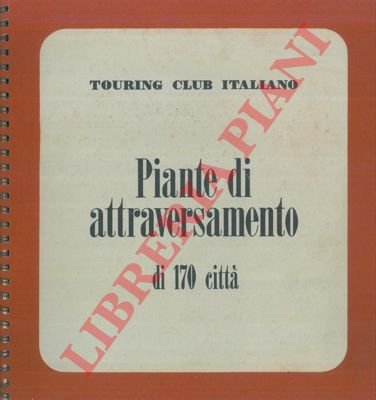 TOURING CLUB ITALIANO
Piante di
attraversamento
di 170 città
LIBRERIA PIANI